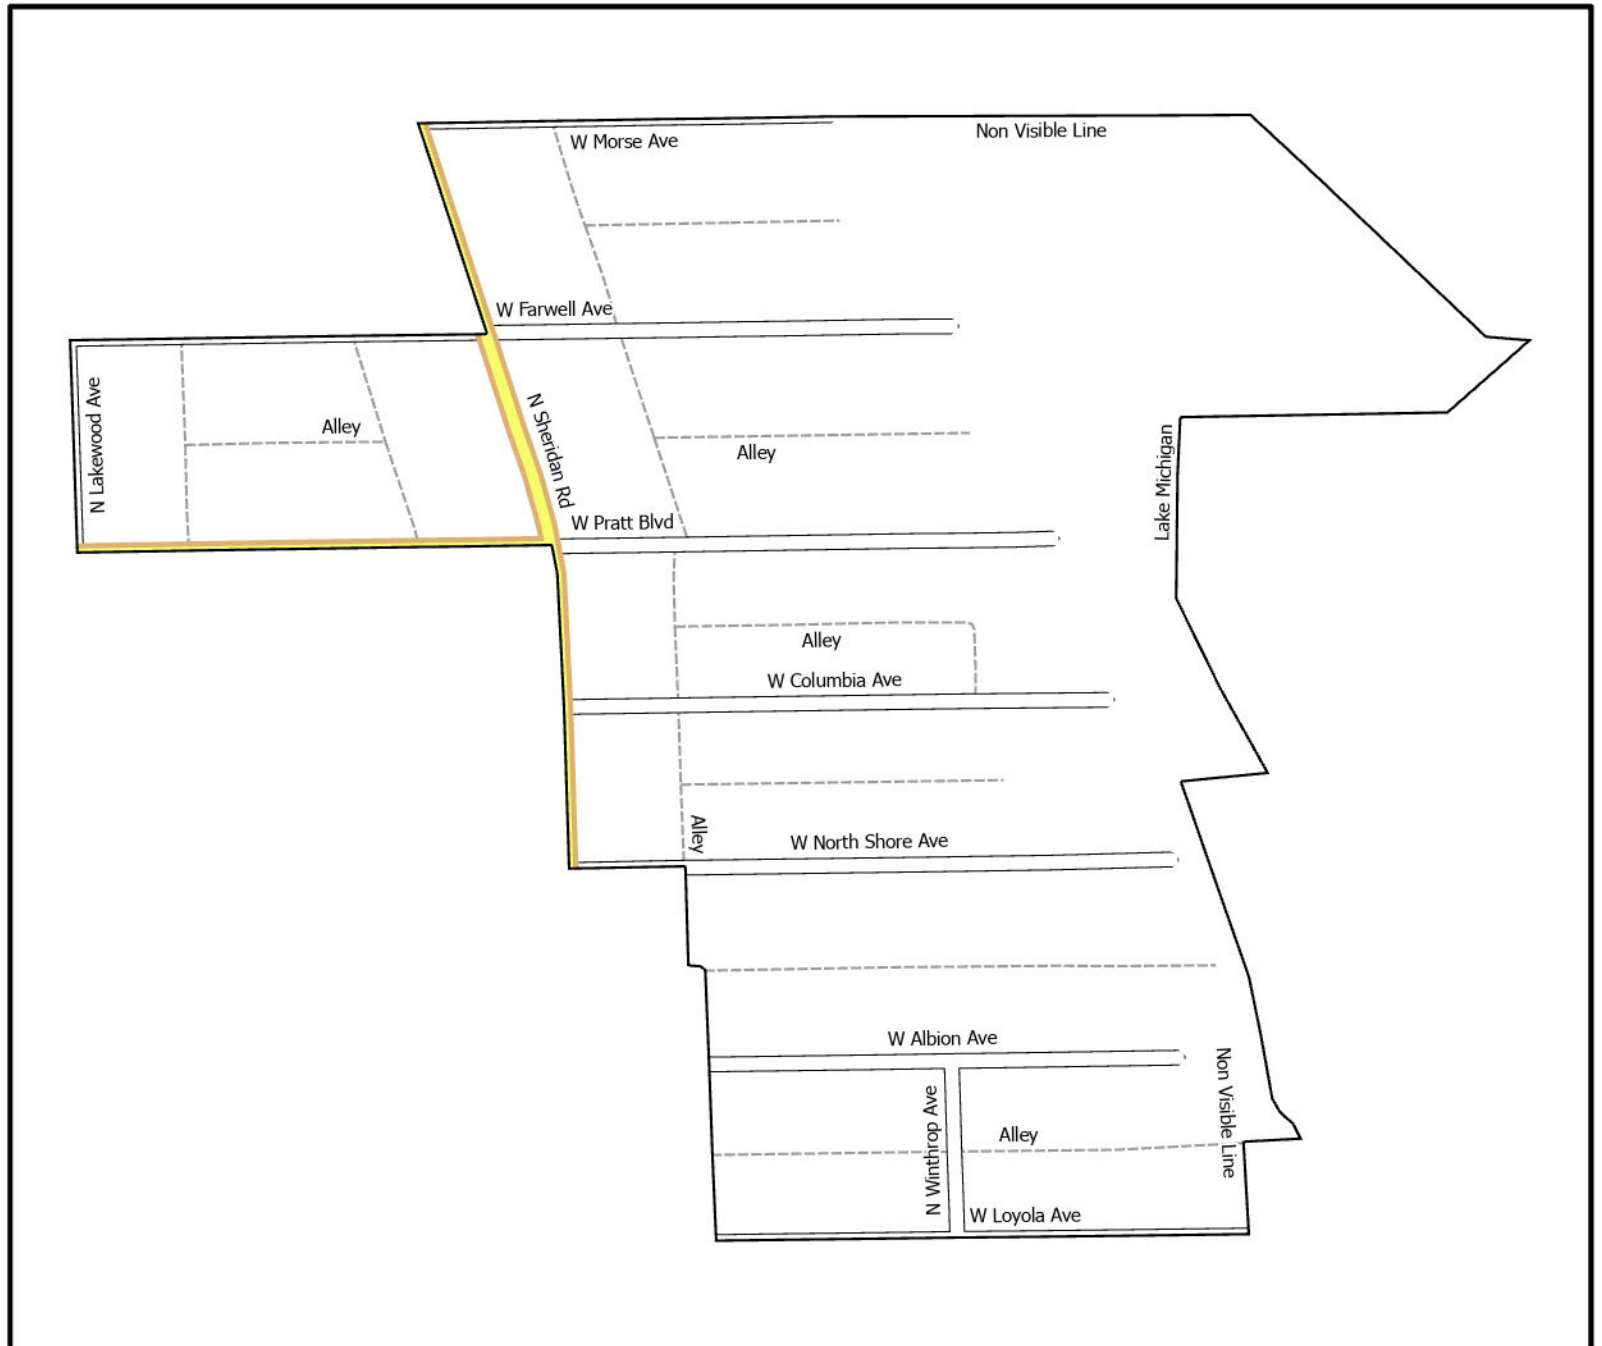 Non Visible Line
W Morse Ave
W Farwell Ave
N Lakewood Ave
Alley
N Sheridan Rd
Alley
Lake Michigan
W Pratt Blvd
Alley
W Columbia Ave
Alley
W North Shore Ave
W Albion Ave
Non Visible Line
N Winthrop Ave
Alley
W Loyola Ave